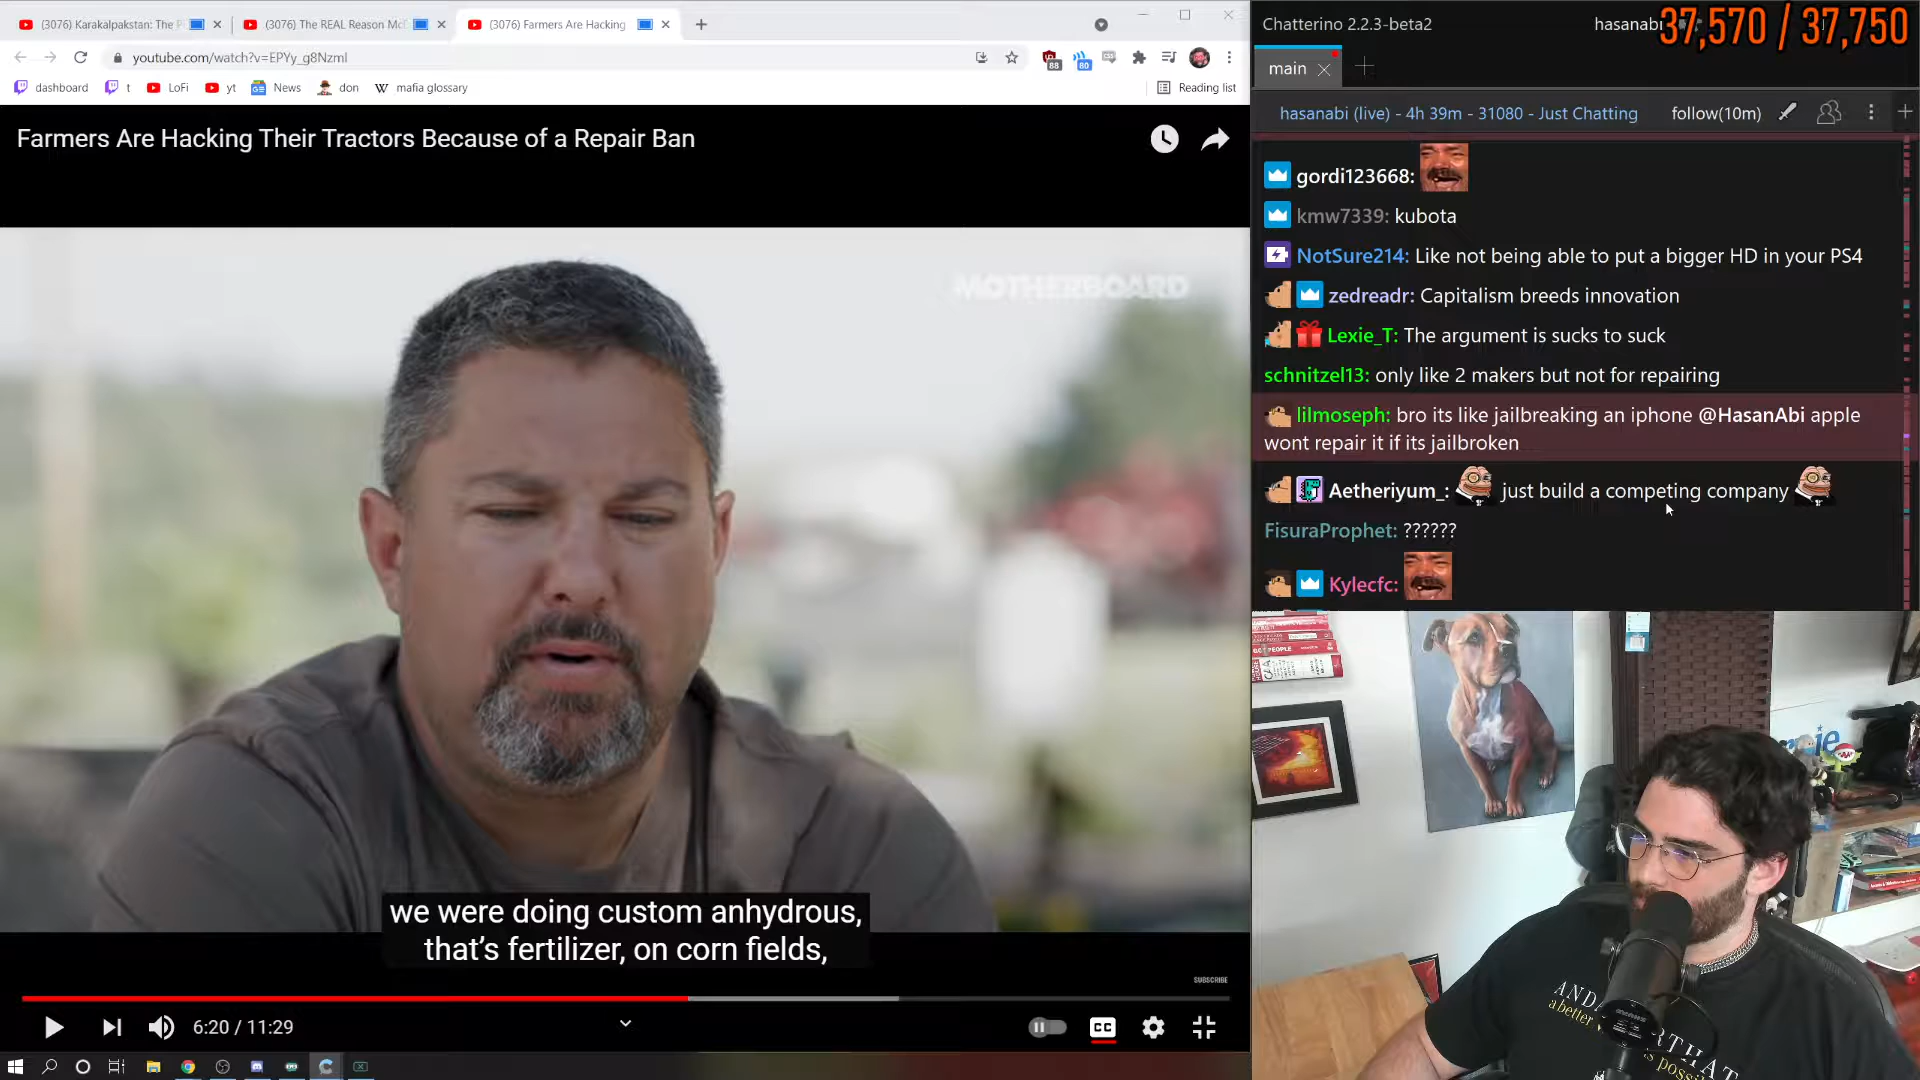 (3076) Karakalpakstan: The P
(3076) The REAL Reason Mc
(3076) Farmers Are Hacking
youtube.com/watch?v=EPYy_g8NzmI
88
80
dashboard
t
LoFi
yt
News
don
mafia glossary
Reading list
Farmers Are Hacking Their Tractors Because of a Repair Ban
MOTHERBOARD
we were doing custom anhydrous,
that's fertilizer, on corn fields,
SUBSCRIBE
6:20 / 11:29
CC
Chatterino 2.2.3-beta2
hasanabi
37,570 / 37,750
main
hasanabi (live) - 4h 39m - 31080 - Just Chatting
follow(10m)
gordi123668:
kmw7339: kubota
NotSure214: Like not being able to put a bigger HD in your PS4
zedreadr: Capitalism breeds innovation
Lexie_T: The argument is sucks to suck
schnitzel13: only like 2 makers but not for repairing
lilmoseph: bro its like jailbreaking an iphone @HasanAbi apple
wont repair it if its jailbroken
Aetheriyum_: just build a competing company
FisuraProphet: ??????
Kylecfc: